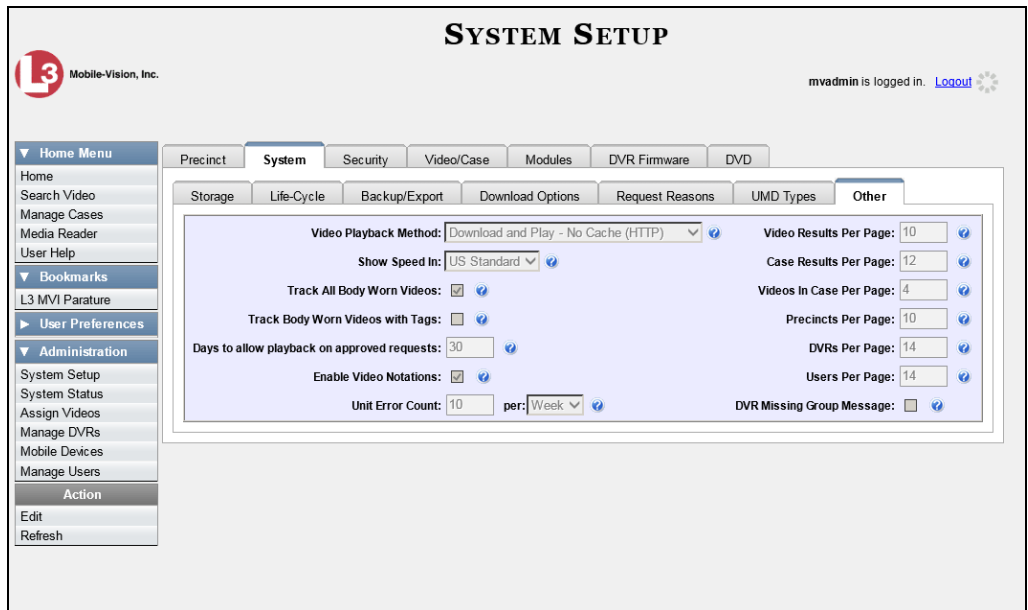 SYSTEM SETUP
L3 Mobile-Vision, Inc.
mvadmin is logged in. Logout
▼ Home Menu
Home
Search Video
Manage Cases
Media Reader
User Help
▼ Bookmarks
L3 MVI Parature
▶ User Preferences
▼ Administration
System Setup
System Status
Assign Videos
Manage DVRs
Mobile Devices
Manage Users
Action
Edit
Refresh
Precinct System Security Video/Case Modules DVR Firmware DVD
Storage Life-Cycle Backup/Export Download Options Request Reasons UMD Types Other
Video Playback Method: Download and Play - No Cache (HTTP) ?
Show Speed In: US Standard ?
Track All Body Worn Videos: ?
Track Body Worn Videos with Tags: ?
Days to allow playback on approved requests: 30 ?
Enable Video Notations: ?
Unit Error Count: 10 per: Week ?
Video Results Per Page: 10 ?
Case Results Per Page: 12 ?
Videos In Case Per Page: 4 ?
Precincts Per Page: 10 ?
DVRs Per Page: 14 ?
Users Per Page: 14 ?
DVR Missing Group Message: ?